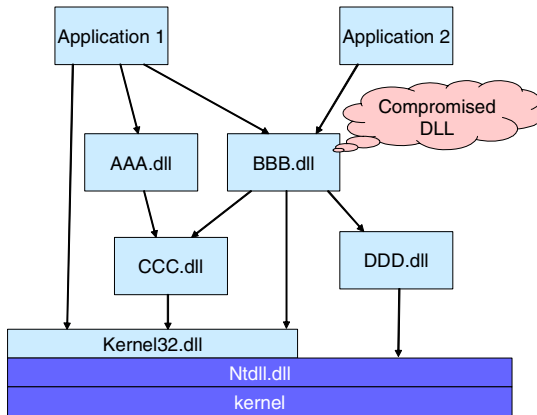 Application 1
Application 2
Compromised
DLL
AAA.dll
BBB.dll
CCC.dll
DDD.dll
Kernel32.dll
Ntdll.dll
kernel